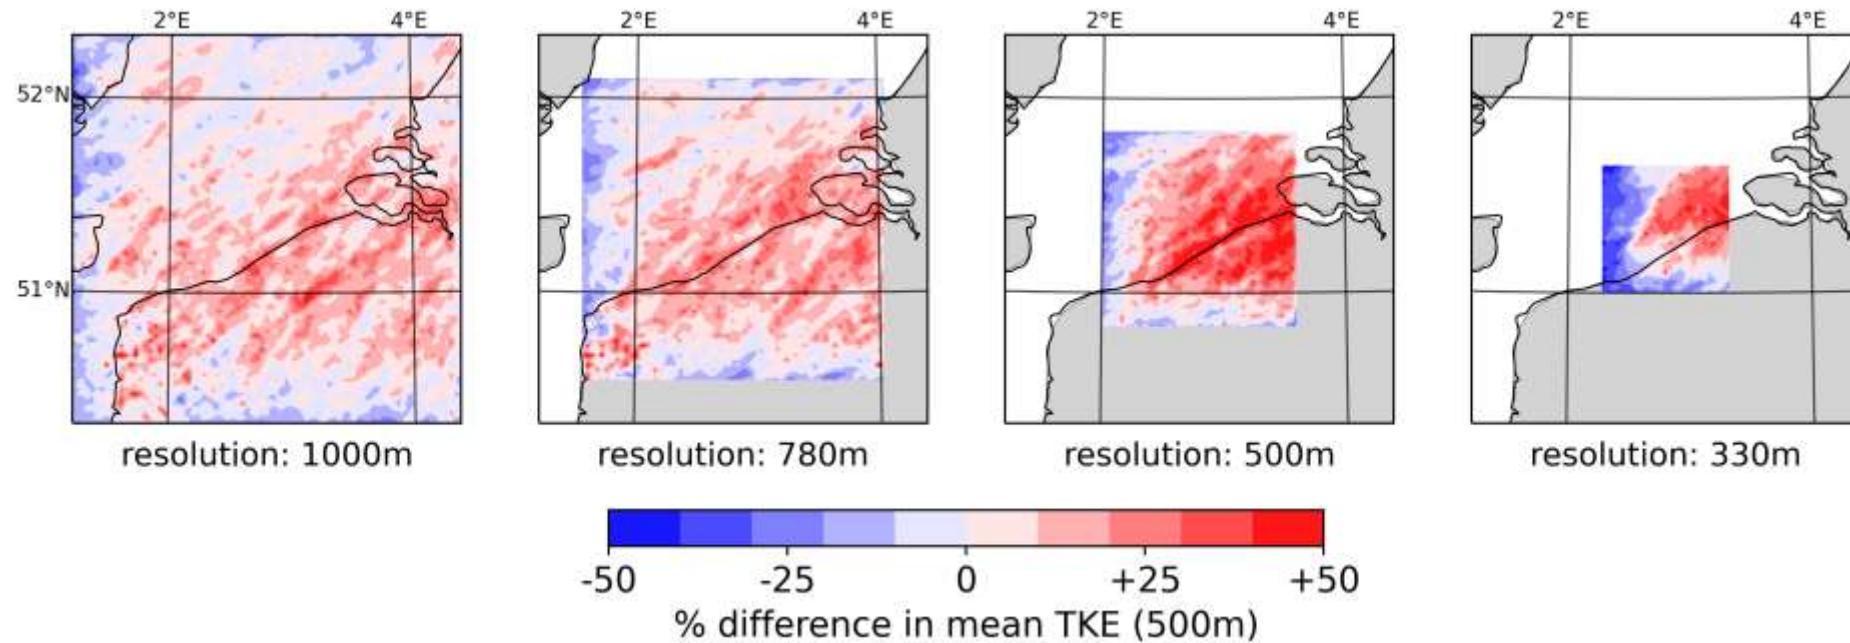 2°E 4°E 2°E 4°E 2°E 4°E 2°E 4°E
52°N
51°N
resolution: 1000m resolution: 780m resolution: 500m resolution: 330m
-50 -25 0 +25 +50
% difference in mean TKE (500m)